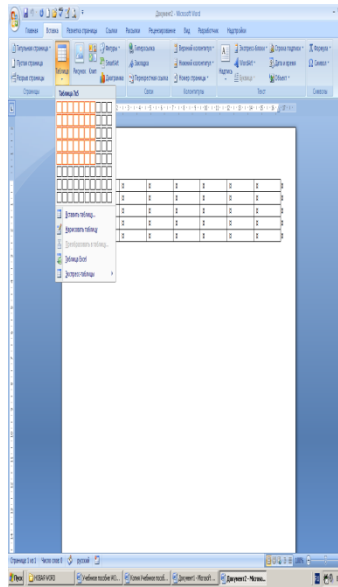 Документ2 - Microsoft Word
Главная Вставка Разметка страницы Ссылки Рассылки Рецензирование Вид Разработчик Надстройки
Титульная страница
Пустая страница
Разрыв страницы
Страницы
Таблица
Рисунок Клип
Фигуры
SmartArt
Диаграмма
Гиперссылка
Закладка
Перекрестная ссылка
Связи
Верхний колонтитул
Нижний колонтитул
Номер страницы
Колонтитулы
Надпись
Экспресс-блоки
WordArt
Буквица
Строка подписи
Дата и время
Объект
Текст
Формула
Символ
Символы
Таблица 7x5
Вставить таблицу...
Нарисовать таблицу
Преобразовать в таблицу...
Таблица Excel
Экспресс-таблицы
Страница: 1 из 1 Число слов: 0 русский
Пуск
Документ2 - Microso...